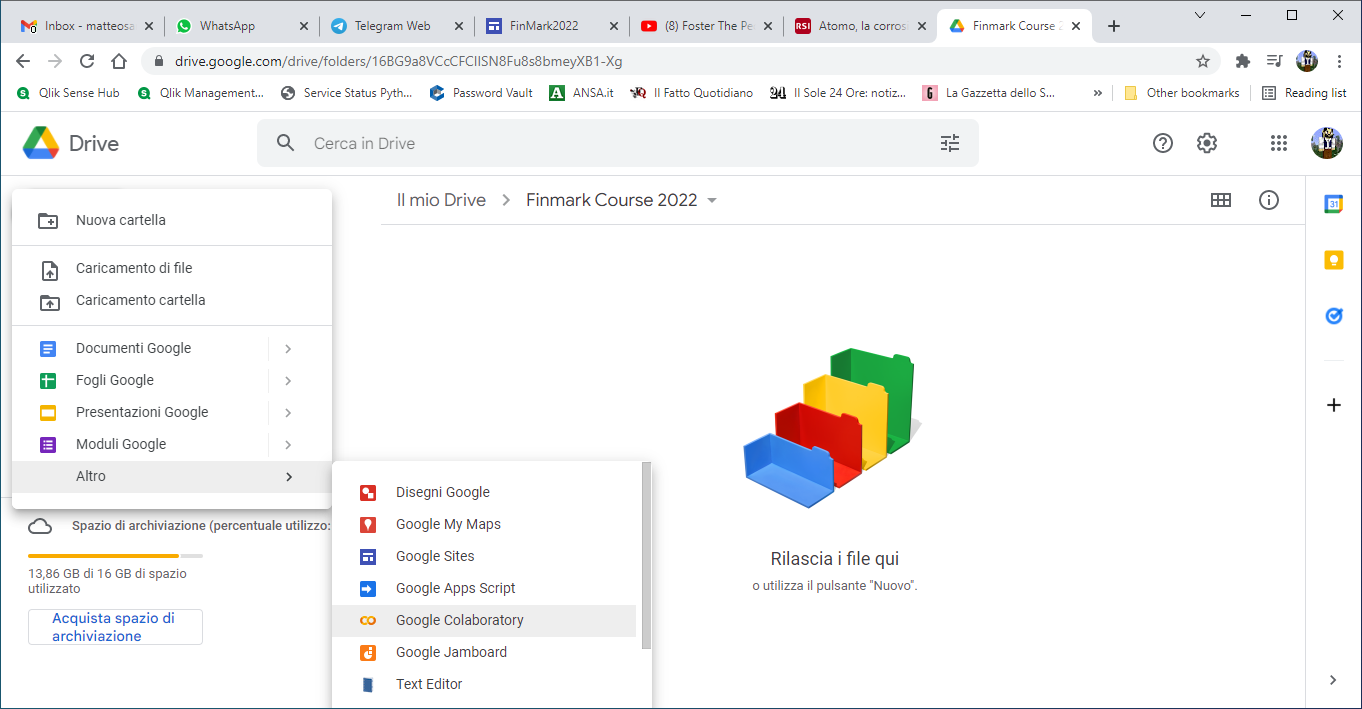 Inbox - matteosa
WhatsApp
Telegram Web
FinMark2022
(8) Foster The Pe
RSI
Atomo, la corros
Finmark Course 2
drive.google.com/drive/folders/16BG9a8VCcCFCIISN8Fu8s8bmeyXB1-Xg
Qlik Sense Hub
Qlik Management...
Service Status Pyth...
Password Vault
A
ANSA.it
Il Fatto Quotidiano
24
Il Sole 24 Ore: notiz...
G
La Gazzetta dello S...
»
Other bookmarks
Reading list
Drive
Cerca in Drive
Il mio Drive
Finmark Course 2022
31
Nuova cartella
Caricamento di file
Caricamento cartella
Documenti Google
Fogli Google
Presentazioni Google
Moduli Google
Altro
Disegni Google
Google My Maps
Google Sites
Google Apps Script
Google Colaboratory
Google Jamboard
Text Editor
Spazio di archiviazione (percentuale utilizzo:
13,86 GB di 16 GB di spazio
utilizzato
Acquista spazio di
archiviazione
Rilascia i file qui
o utilizza il pulsante "Nuovo".